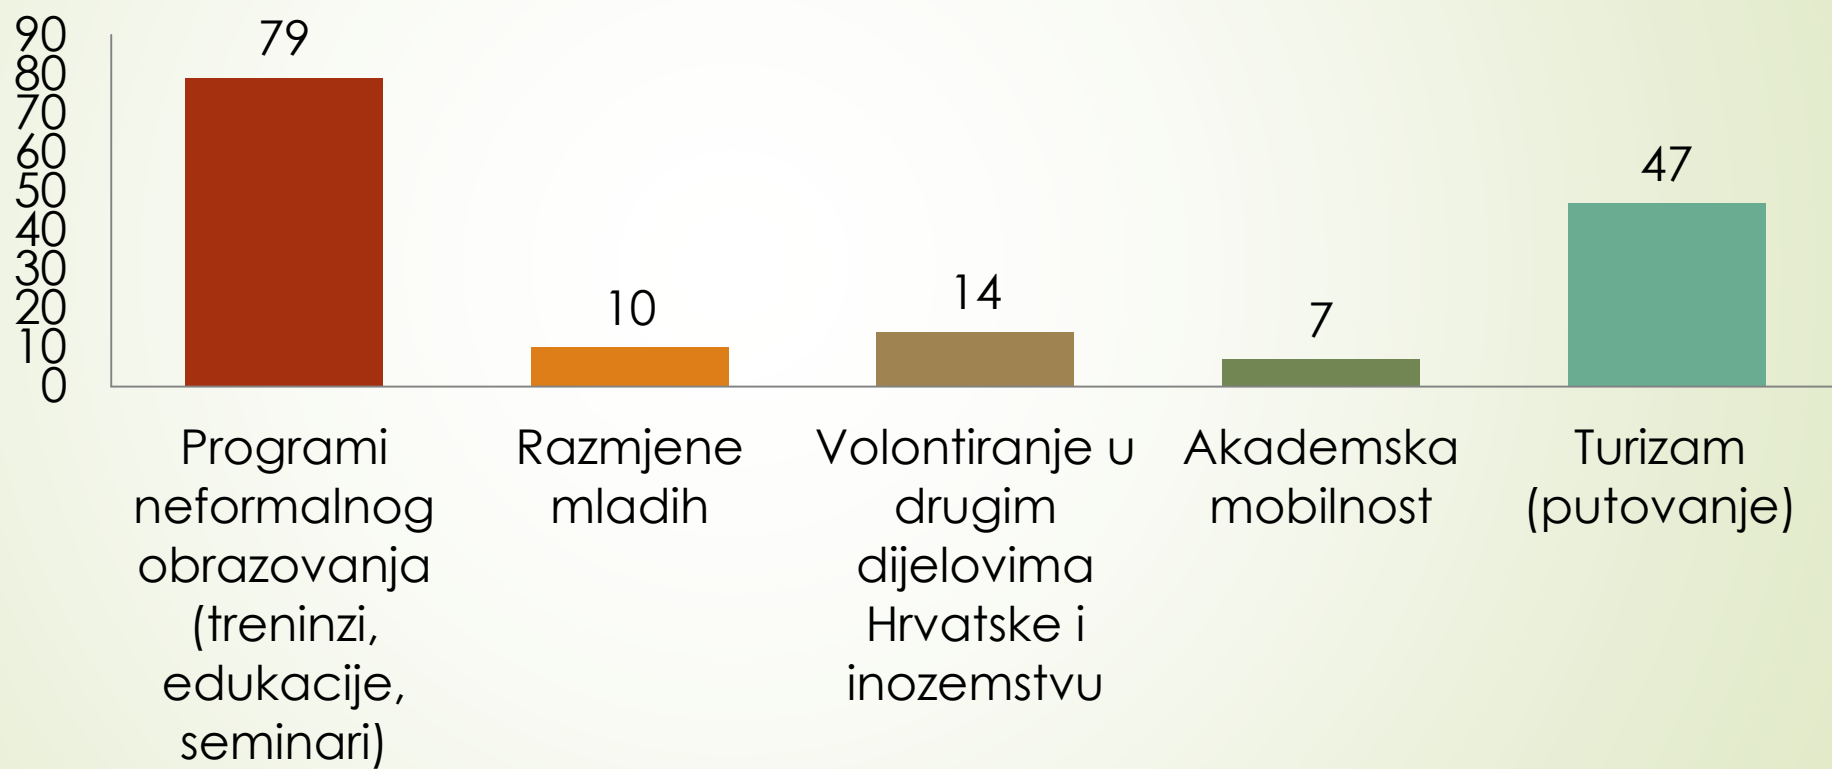 90
80
70
60
50
40
30
20
10
0
79
10
14
7
47
Programi
neformalnog
obrazovanja
(treninzi,
edukacije,
seminari)
Razmjene
mladih
Volontiranje u
drugim
dijelovima
Hrvatske i
inozemstvu
Akademska
mobilnost
Turizam
(putovanje)